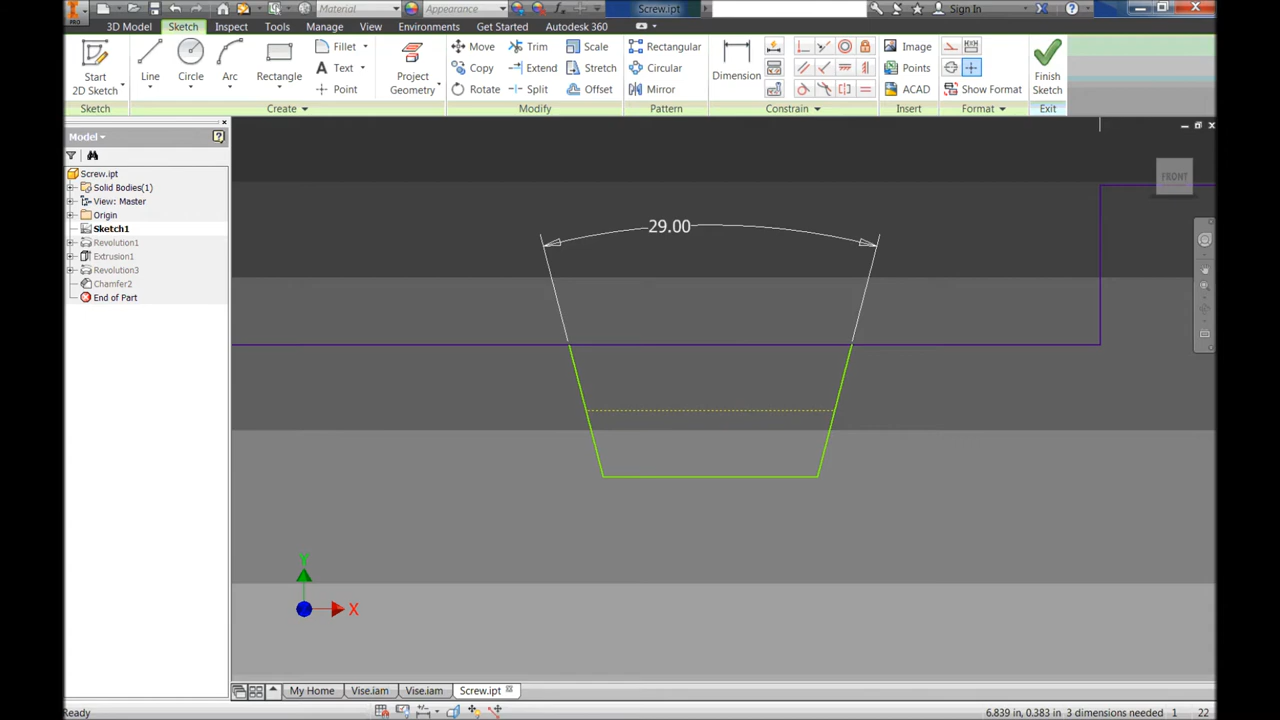 Material
Appearance
Screw.ipt
Sign In
PRO
3D Model Sketch Inspect Tools Manage View Environments Get Started Autodesk 360
Start
2D Sketch
Line
Circle
Arc
Rectangle
Fillet
Text
Point
Project
Geometry
Move
Copy
Rotate
Trim
Extend
Split
Scale
Stretch
Offset
Rectangular
Circular
Mirror
Dimension
Image
Points
ACAD
Show Format
Finish
Sketch
Sketch Create Modify Pattern Constrain Insert Format Exit
Model
Screw.ipt
Solid Bodies(1)
View: Master
Origin
Sketch1
Revolution1
Extrusion1
Revolution3
Chamfer2
End of Part
FRONT
29.00
Y
X
My Home Vise.iam Vise.iam Screw.ipt
Ready
6.839 in, 0.383 in 3 dimensions needed 1 22